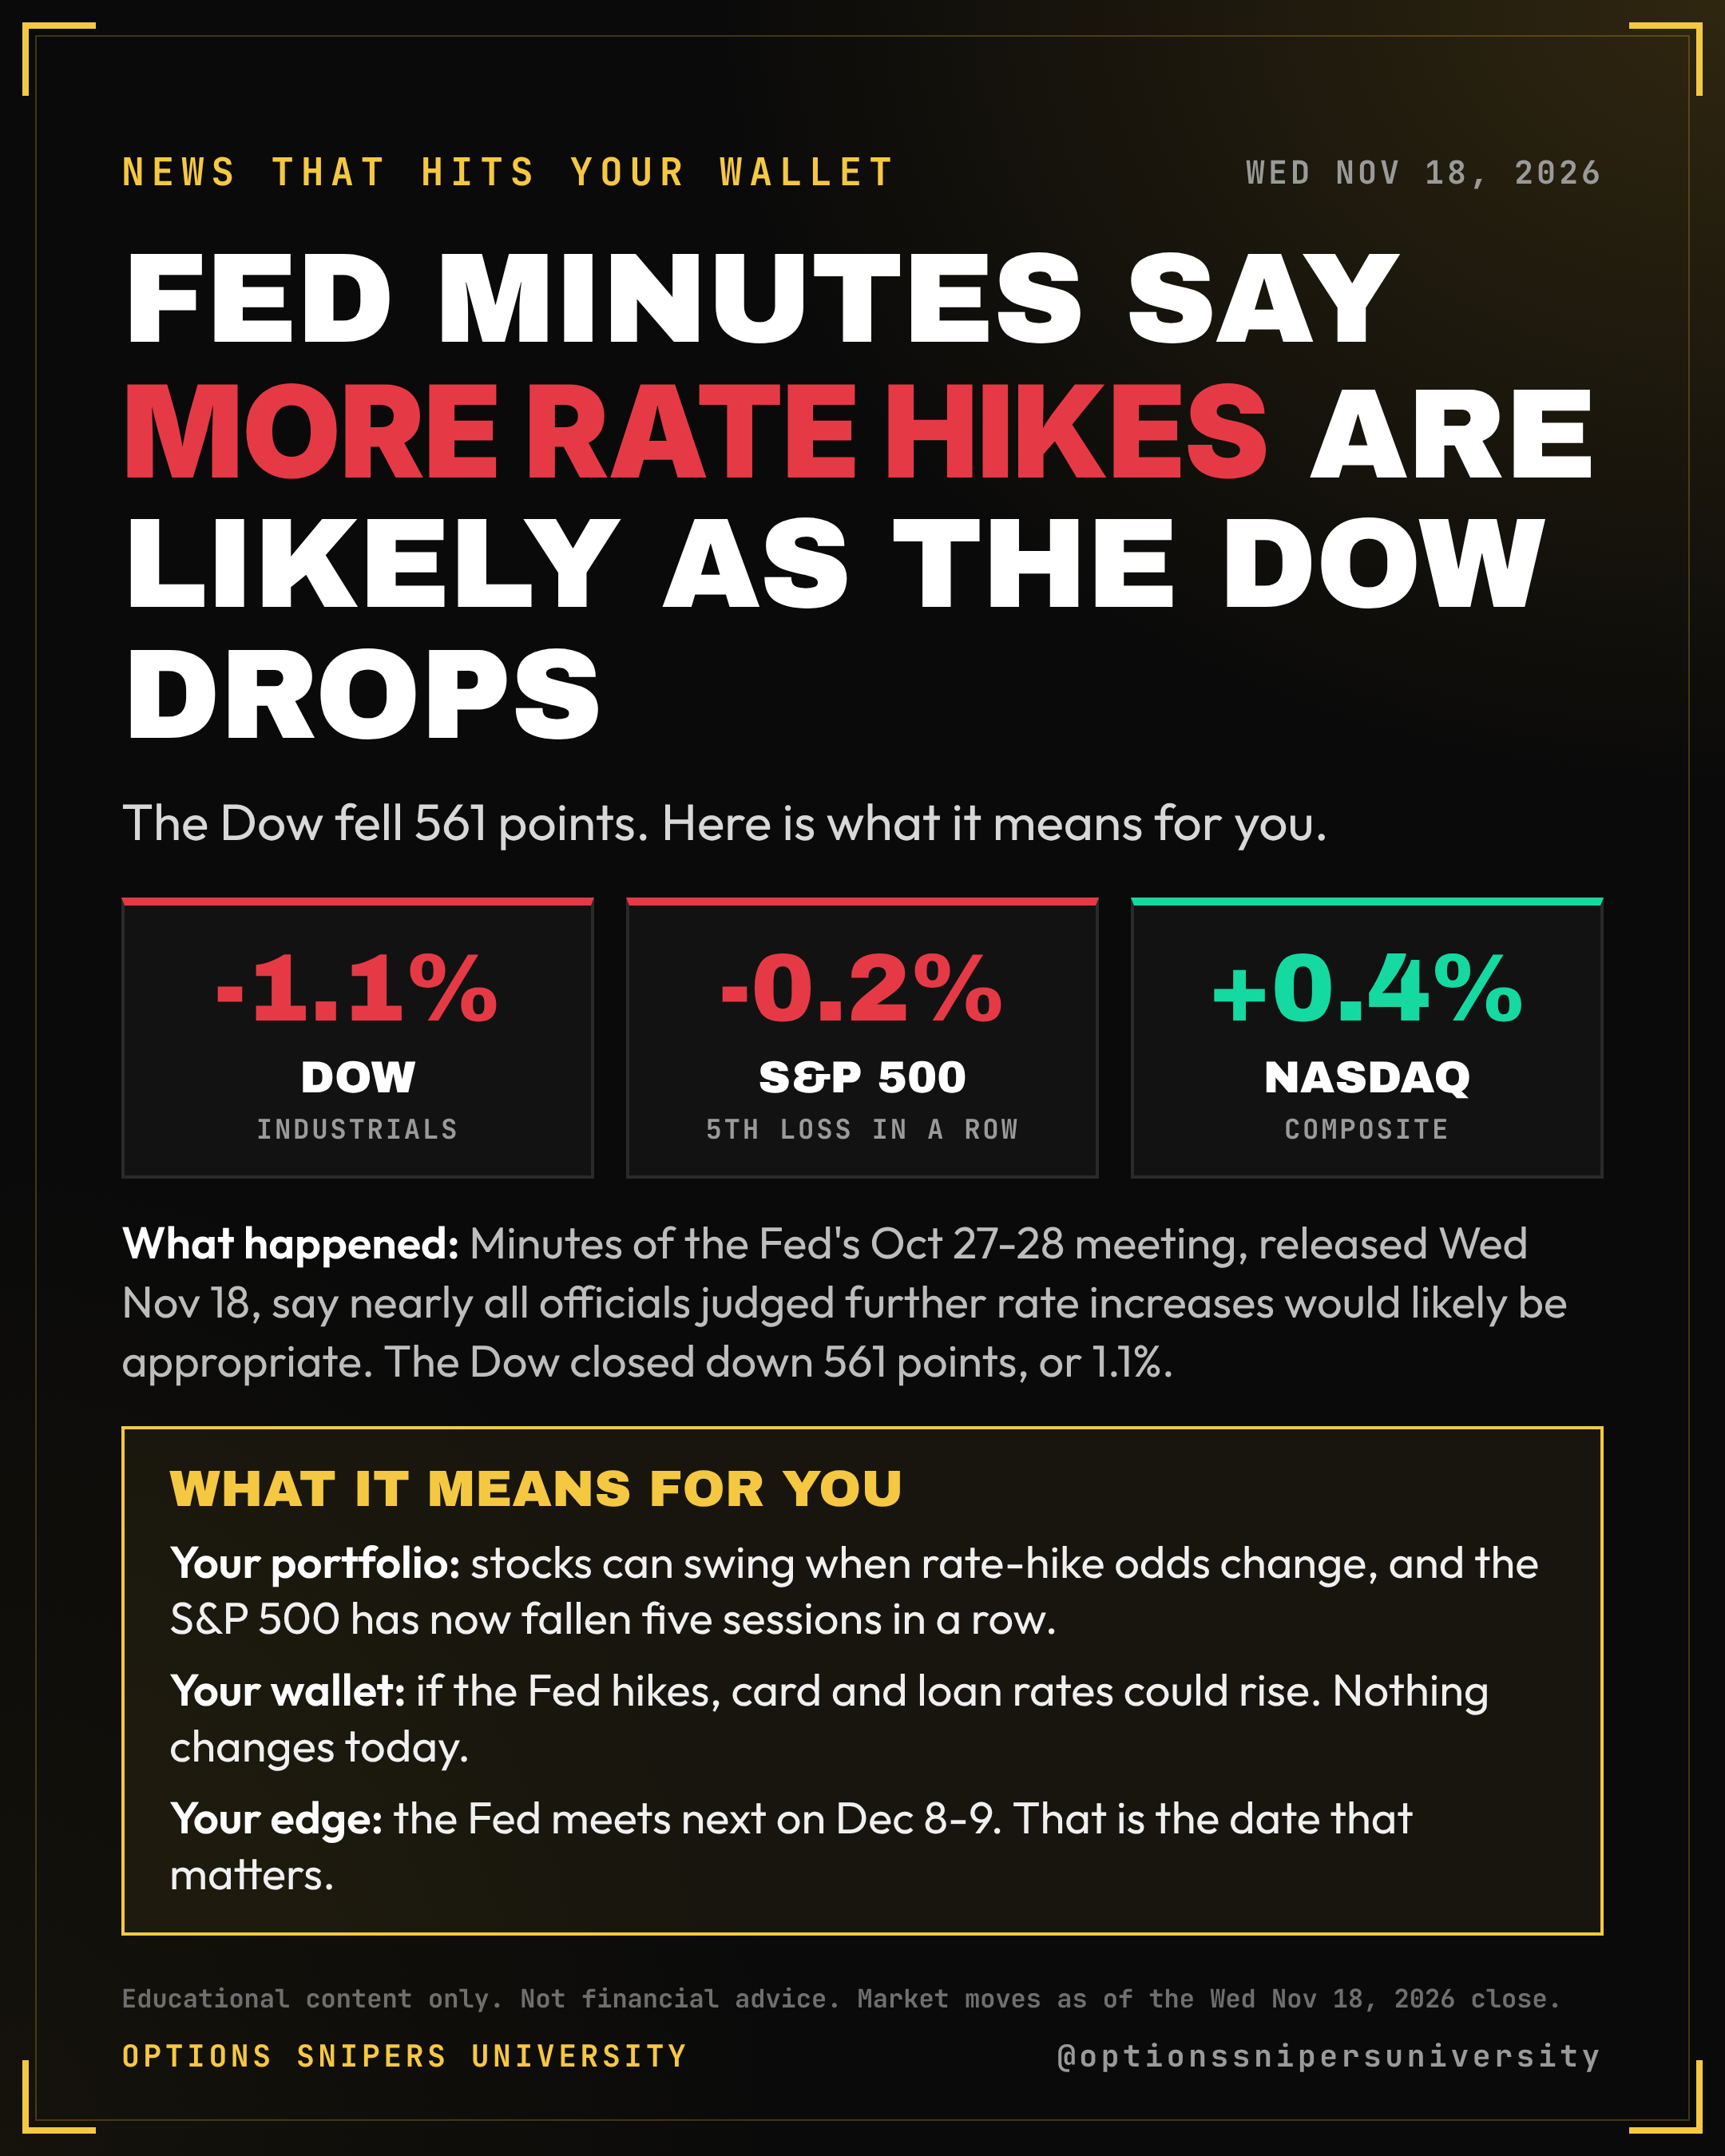 NEWS THAT HITS YOUR WALLET
WED NOV 18, 2026
FED MINUTES SAY
MORE RATE HIKES ARE
LIKELY AS THE DOW
DROPS
The Dow fell 561 points. Here is what it means for you.
-1.1%
DOW
INDUSTRIALS
-0.2%
S&P 500
5TH LOSS IN A ROW
+0.4%
NASDAQ
COMPOSITE
What happened: Minutes of the Fed's Oct 27-28 meeting, released Wed
Nov 18, say nearly all officials judged further rate increases would likely be
appropriate. The Dow closed down 561 points, or 1.1%.
WHAT IT MEANS FOR YOU
Your portfolio: stocks can swing when rate-hike odds change, and the
S&P 500 has now fallen five sessions in a row.
Your wallet: if the Fed hikes, card and loan rates could rise. Nothing
changes today.
Your edge: the Fed meets next on Dec 8-9. That is the date that
matters.
Educational content only. Not financial advice. Market moves as of the Wed Nov 18, 2026 close.
OPTIONS SNIPERS UNIVERSITY
@optionssnipersuniversity